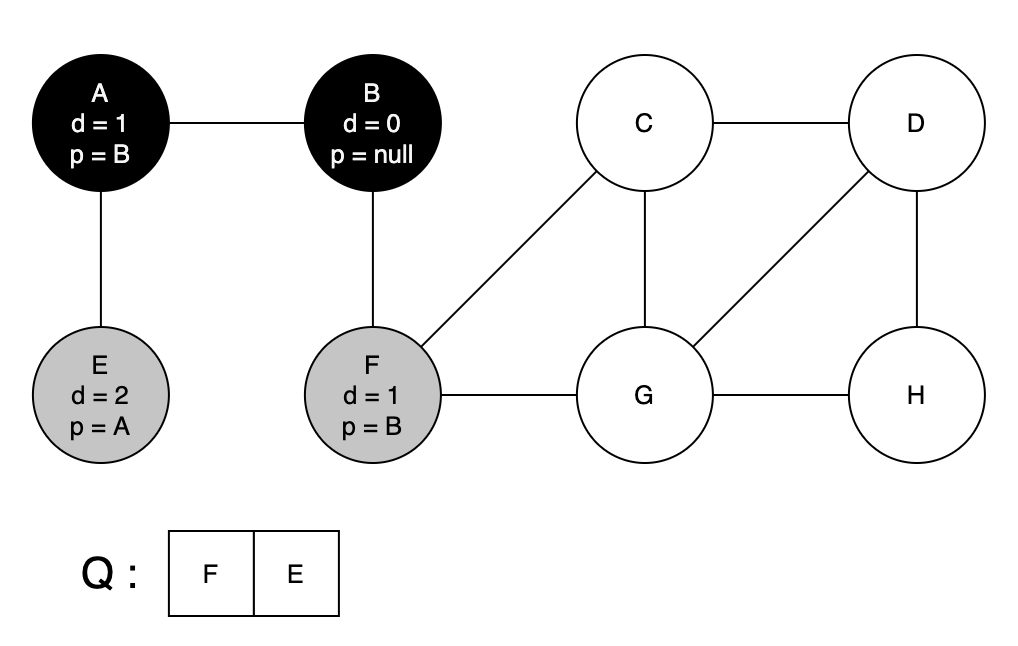 A
d = 1
p = B
B
d = 0
p = null
C
D
E
d = 2
p = A
F
d = 1
p = B
G
H
Q : F E